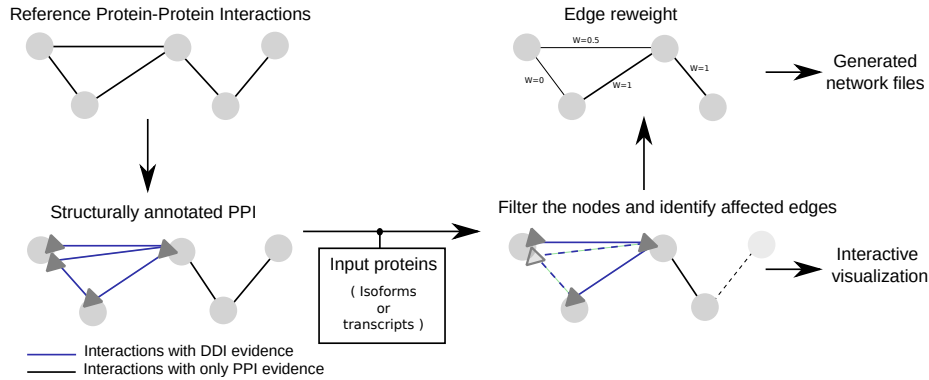 Reference Protein-Protein Interactions
Edge reweight
W=0.5
W=0
W=1
W=1
Generated
network files
Structurally annotated PPI
Filter the nodes and identify affected edges
Input proteins
( Isoforms
or
transcripts )
Interactive
visualization
Interactions with DDI evidence
Interactions with only PPI evidence